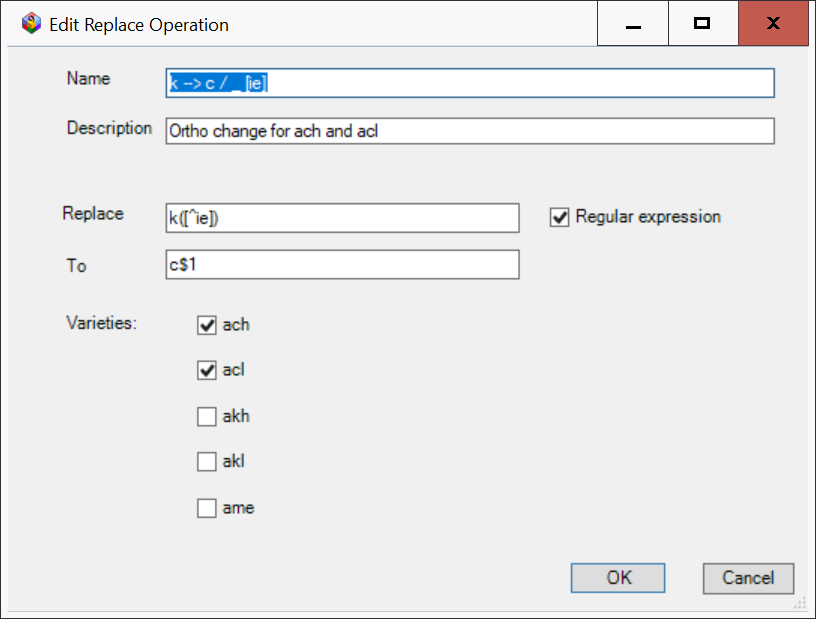 Edit Replace Operation
Name
k --> c / _ [ie]
Description
Ortho change for ach and acl
Replace
k([^ie])
Regular expression
To
c$1
Varieties:
ach
acl
akh
akl
ame
OK
Cancel